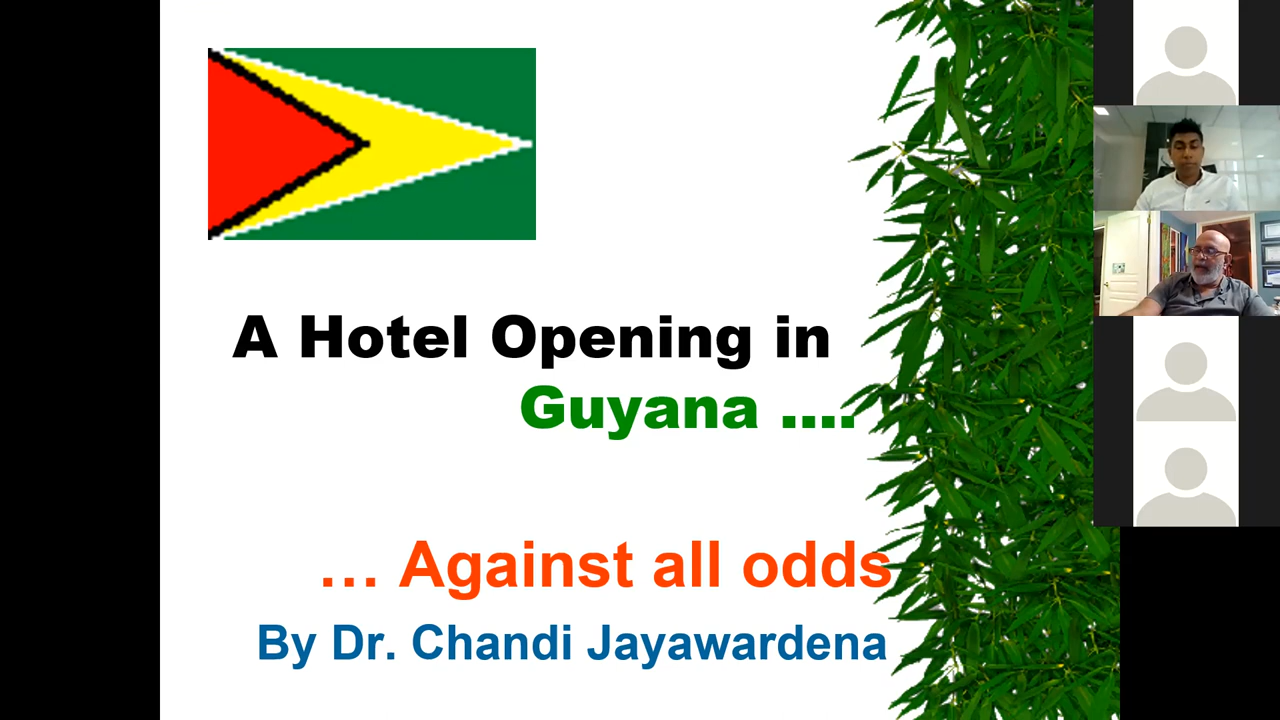 A Hotel Opening in
Guyana ....
... Against all odds
By Dr. Chandi Jayawardena